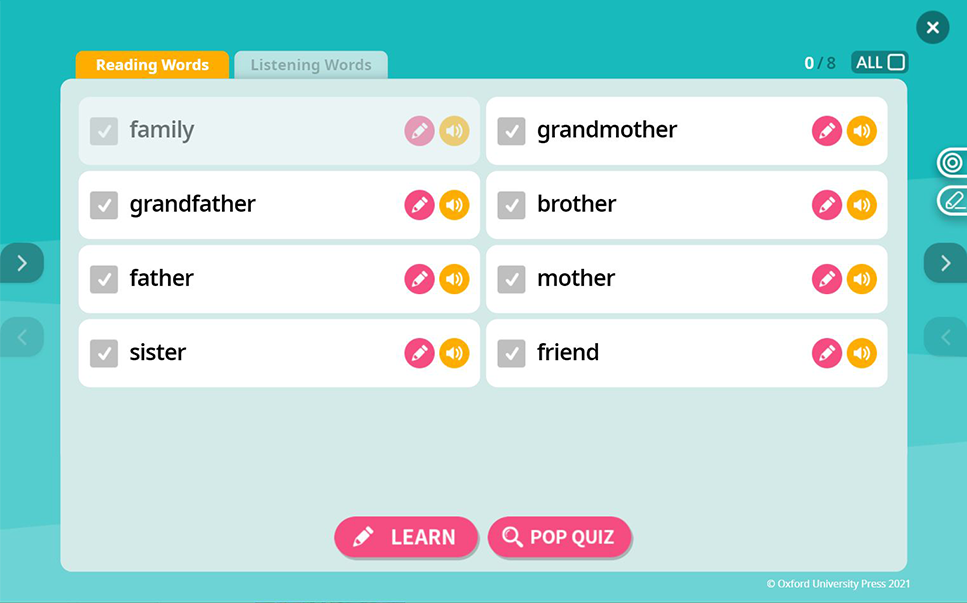 Reading Words
Listening Words
0 / 8
ALL
family
grandmother
grandfather
brother
father
mother
sister
friend
LEARN
POP QUIZ
© Oxford University Press 2021